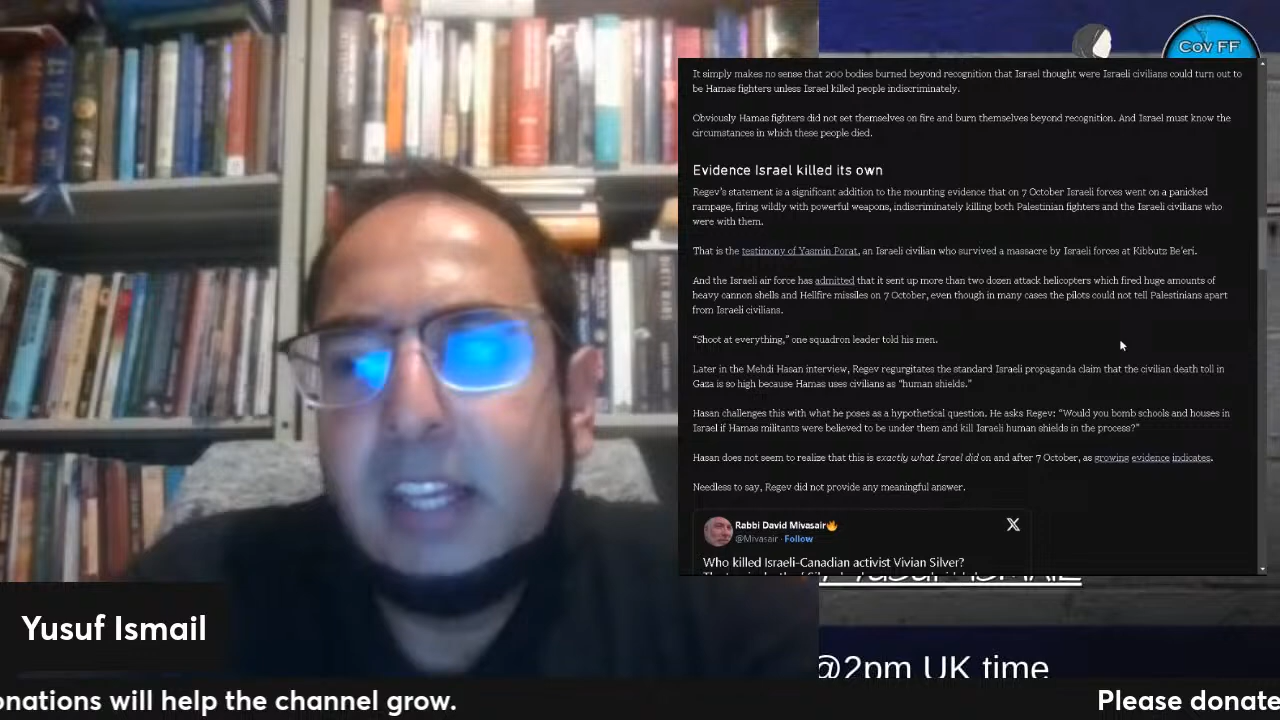 COV FF
It simply makes no sense that 200 bodies burned beyond recognition that Israel thought were Israeli civilians could turn out to
be Hamas fighters unless Israel killed people indiscriminately.
Obviously Hamas fighters did not set themselves on fire and burn themselves beyond recognition. And Israel must know the
circumstances in which these people died.
Evidence Israel killed its own
Regev's statement is a significant addition to the mounting evidence that on 7 October Israeli forces went on a panicked
rampage, firing wildly with powerful weapons, indiscriminately killing both Palestinian fighters and the Israeli civilians who
were with them.
That is the testimony of Yasmin Porat, an Israeli civilian who survived a massacre by Israeli forces at Kibbutz Be'eri.
And the Israeli air force has admitted that it sent up more than two dozen attack helicopters which fired huge amounts of
heavy cannon shells and Hellfire missiles on 7 October, even though in many cases the pilots could not tell Palestinians apart
from Israeli civilians.
“Shoot at everything,” one squadron leader told his men.
Later in the Mehdi Hasan interview, Regev regurgitates the standard Israeli propaganda claim that the civilian death toll in
Gaza is so high because Hamas uses civilians as “human shields.”
Hasan challenges this with what he poses as a hypothetical question. He asks Regev: “Would you bomb schools and houses in
Israel if Hamas militants were believed to be under them and kill Israeli human shields in the process?”
Hasan does not seem to realize that this is exactly what Israel did on and after 7 October, as growing evidence indicates.
Needless to say, Regev did not provide any meaningful answer.
Rabbi David Mivasair🔥
@Mivasair · Follow
Who killed Israeli-Canadian activist Vivian Silver?
Yusuf Ismail
@2pm UK time
onations will help the channel grow.
Please donate